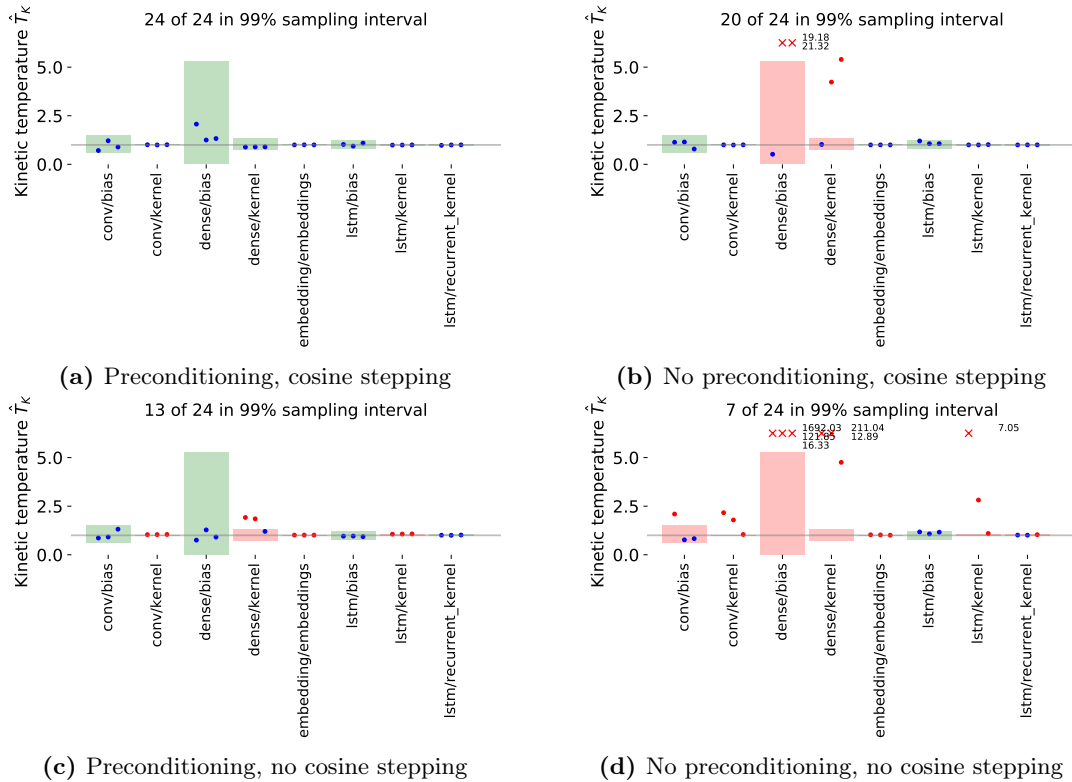 24 of 24 in 99% sampling interval
Kinetic temperature T̂_K
5.0
2.5
0.0
conv/bias
conv/kernel
dense/bias
dense/kernel
embedding/embeddings
lstm/bias
lstm/kernel
lstm/recurrent_kernel
(a) Preconditioning, cosine stepping
20 of 24 in 99% sampling interval
Kinetic temperature T̂_K
19.18
21.32
5.0
2.5
0.0
conv/bias
conv/kernel
dense/bias
dense/kernel
embedding/embeddings
lstm/bias
lstm/kernel
lstm/recurrent_kernel
(b) No preconditioning, cosine stepping
13 of 24 in 99% sampling interval
Kinetic temperature T̂_K
5.0
2.5
0.0
conv/bias
conv/kernel
dense/bias
dense/kernel
embedding/embeddings
lstm/bias
lstm/kernel
lstm/recurrent_kernel
(c) Preconditioning, no cosine stepping
7 of 24 in 99% sampling interval
Kinetic temperature T̂_K
1692.03
16.33
211.04
12.89
7.05
5.0
2.5
0.0
conv/bias
conv/kernel
dense/bias
dense/kernel
embedding/embeddings
lstm/bias
lstm/kernel
lstm/recurrent_kernel
(d) No preconditioning, no cosine stepping